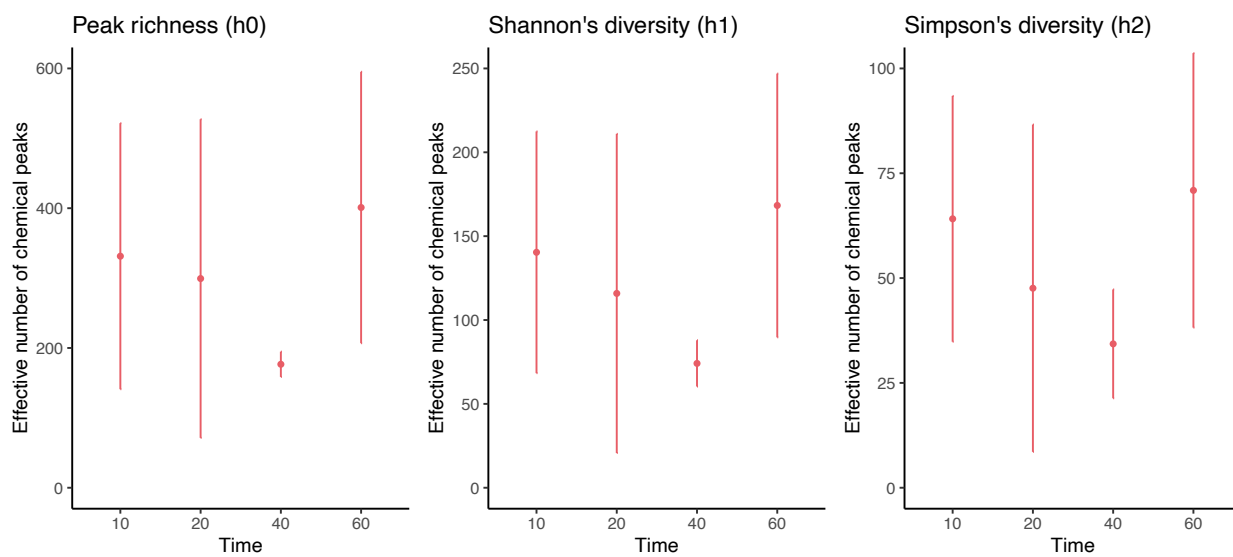 Peak richness (h0)
Effective number of chemical peaks
600
400
200
0
10 20 40 60
Time
Shannon's diversity (h1)
Effective number of chemical peaks
250
200
150
100
50
0
10 20 40 60
Time
Simpson's diversity (h2)
Effective number of chemical peaks
100
75
50
25
0
10 20 40 60
Time